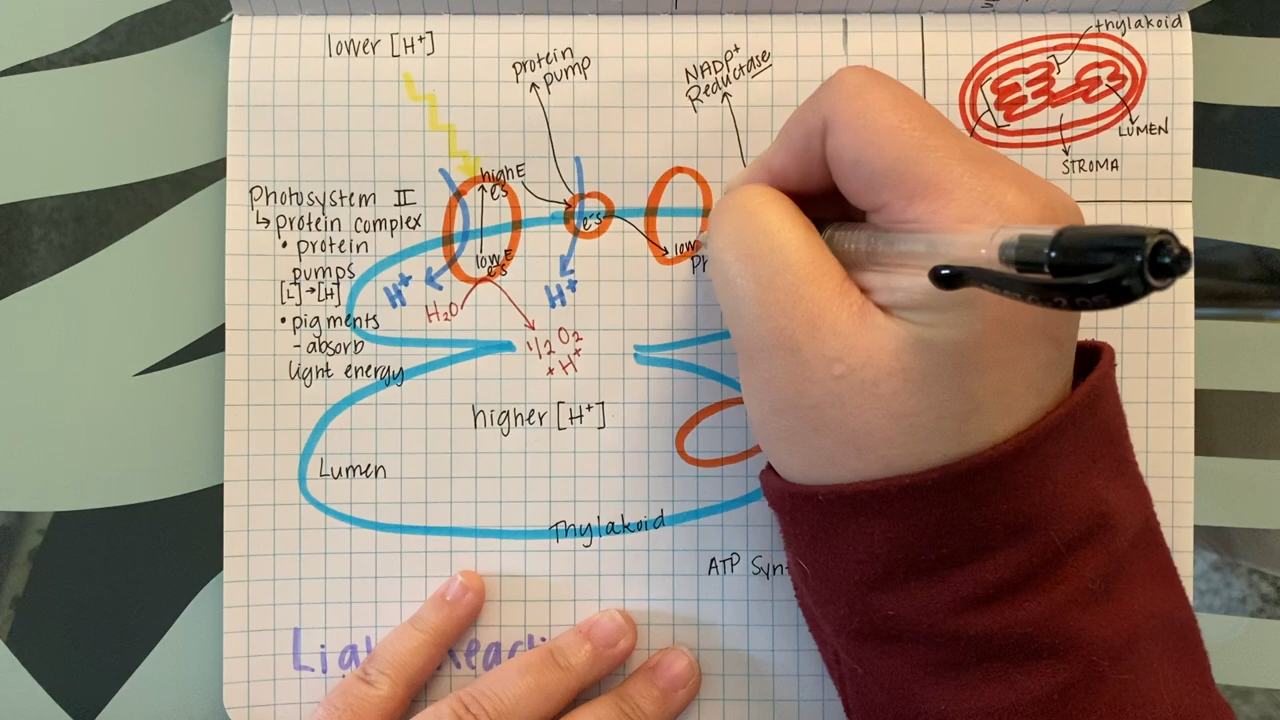 lower [H⁺]
protein
pump
NADP⁺
Reductase
thylakoid
LUMEN
STROMA
Photosystem II
↳ protein complex
• protein
pumps
[L]→[H]
• pigments
- absorb
light energy
high E
e⁻s
low E
e⁻s
e⁻s
low
H⁺
H⁺
H₂O
1/2 O₂
+ H⁺
higher [H⁺]
Lumen
Thylakoid
ATP Syn